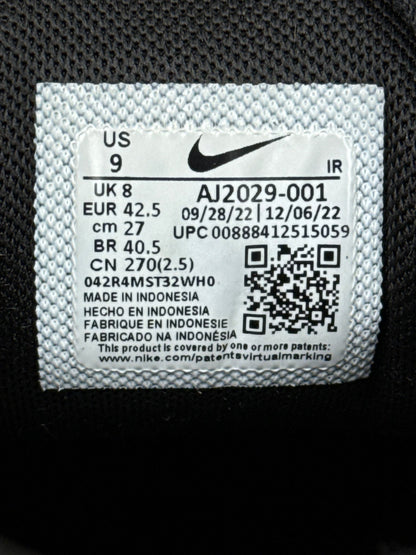 US
9
IR
UK 8
EUR 42.5
cm 27
BR 40.5
CN 270(2.5)
AJ2029-001
09/28/22 | 12/06/22
UPC 00888412515059
042R4MST32WH0
MADE IN INDONESIA
HECHO EN INDONESIA
FABRIQUE EN INDONESIE
FABRICADO NA INDONÉSIA
This product is covered by one or more patents:
www.nike.com/patentsvirtualmarking